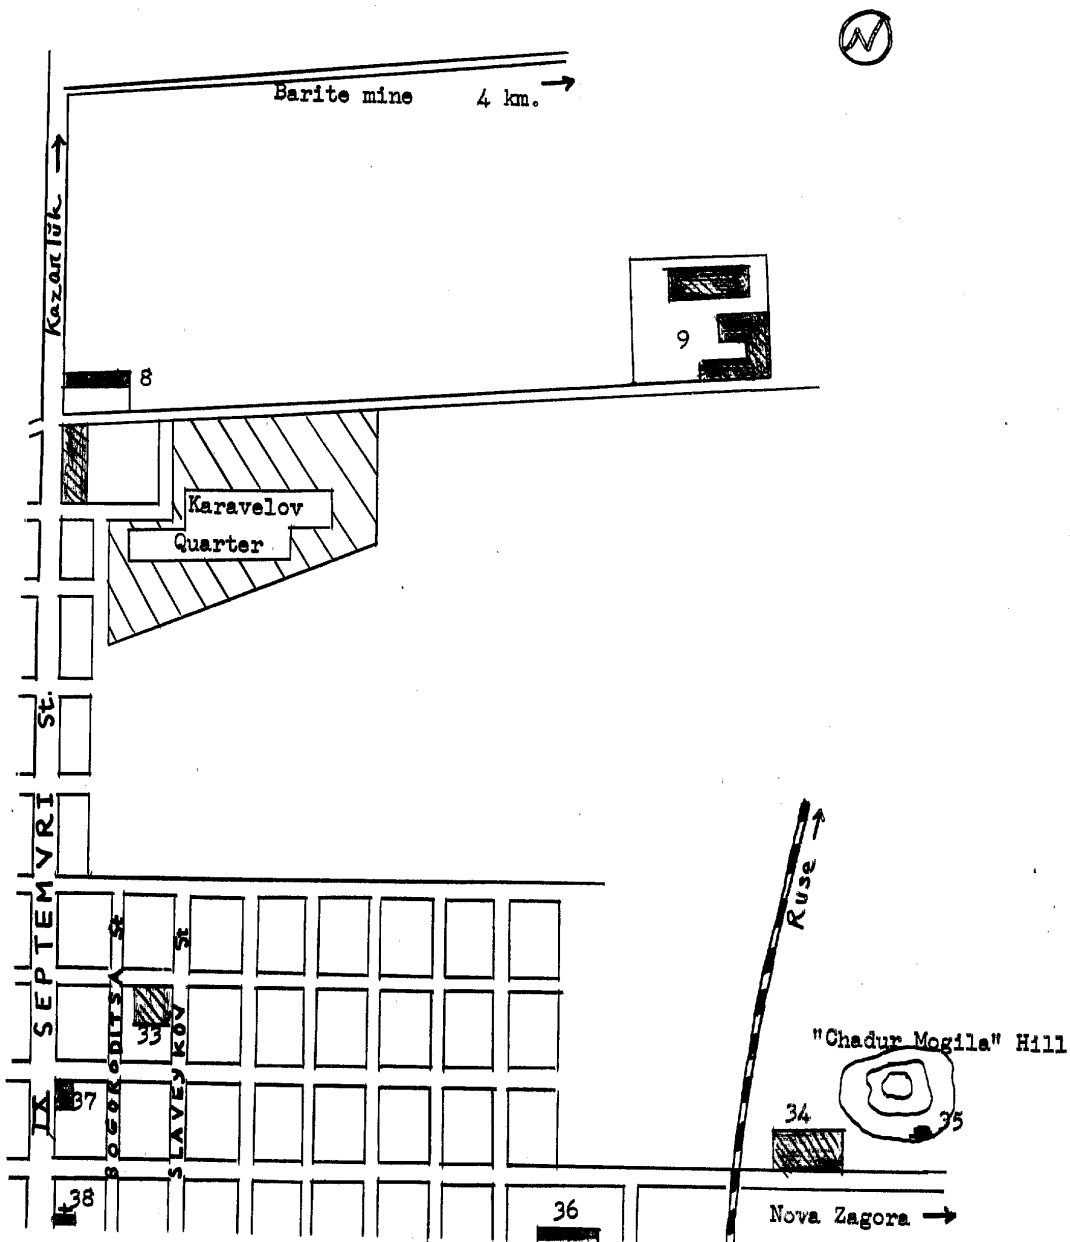 N
Barite mine 4 km.
Kazanlŭk
9
8
Karavelov
Quarter
IX SEPTEMVRI St.
Ruse
BOGORODITSA St
SLAVEYKOV St
33
"Chadur Mogila" Hill
37
34
35
38
36
Nova Zagora